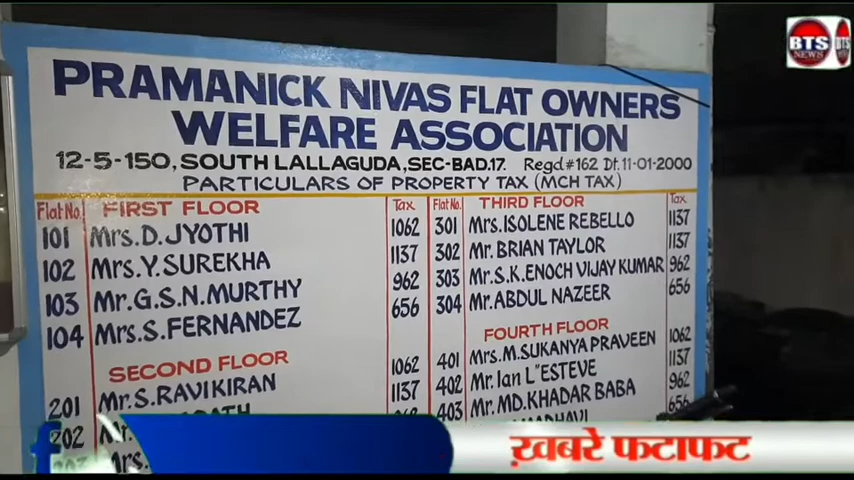 PRAMANICK NIVAS FLAT OWNERS
WELFARE ASSOCIATION
12-5-150, SOUTH LALLAGUDA, SEC-BAD.17. Regd#162 Dt.11-01-2000
PARTICULARS OF PROPERTY TAX (MCH TAX)
Flat No. FIRST FLOOR Tax
101 Mrs.D.JYOTHI 1062
102 Mrs.Y.SUREKHA 1137
103 Mr.G.S.N.MURTHY 962
104 Mrs.S.FERNANDEZ 656
SECOND FLOOR
201 Mr.S.RAVIKIRAN 1062
202 1137
Flat No. THIRD FLOOR Tax
301 Mrs.ISOLENE REBELLO 1137
302 Mr.BRIAN TAYLOR 1137
303 Mr.S.K.ENOCH VIJAY KUMAR 962
304 Mr.ABDUL NAZEER 656
FOURTH FLOOR
401 Mrs.M.SUKANYA PRAVEEN 1062
402 Mr.Ian L"ESTEVE 1137
403 Mr.MD.KHADAR BABA 962
656
BTS
NEWS
ख़बरे फटाफट